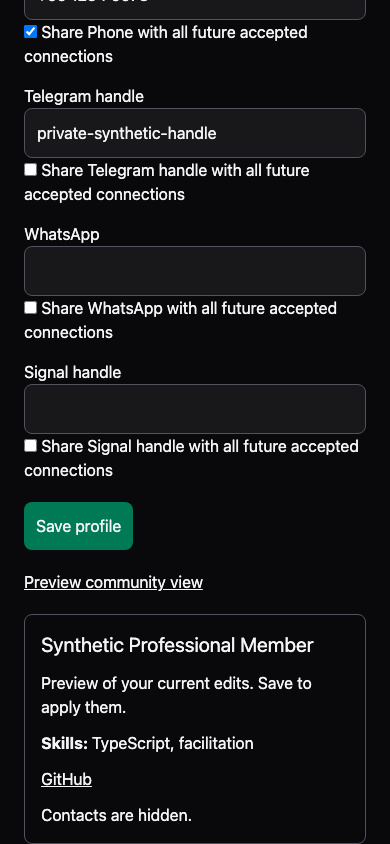 Share Phone with all future accepted
connections
Telegram handle
private-synthetic-handle
Share Telegram handle with all future
accepted connections
WhatsApp
Share WhatsApp with all future accepted
connections
Signal handle
Share Signal handle with all future accepted
connections
Save profile
Preview community view
Synthetic Professional Member
Preview of your current edits. Save to
apply them.
Skills: TypeScript, facilitation
GitHub
Contacts are hidden.